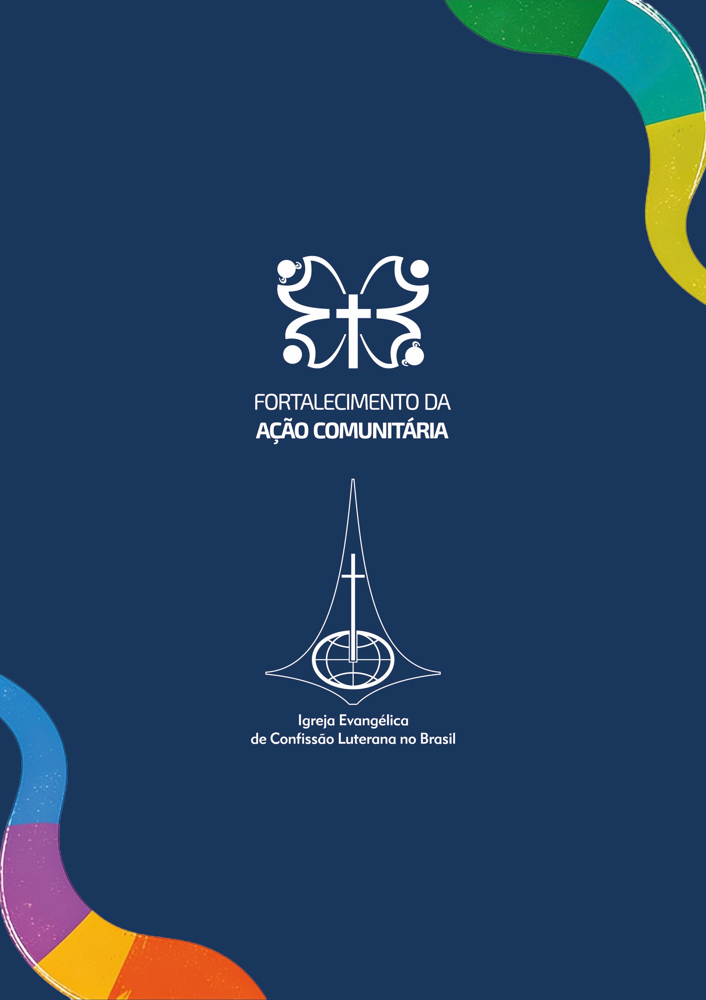 FORTALECIMENTO DA
AÇÃO COMUNITÁRIA
Igreja Evangélica
de Confissão Luterana no Brasil